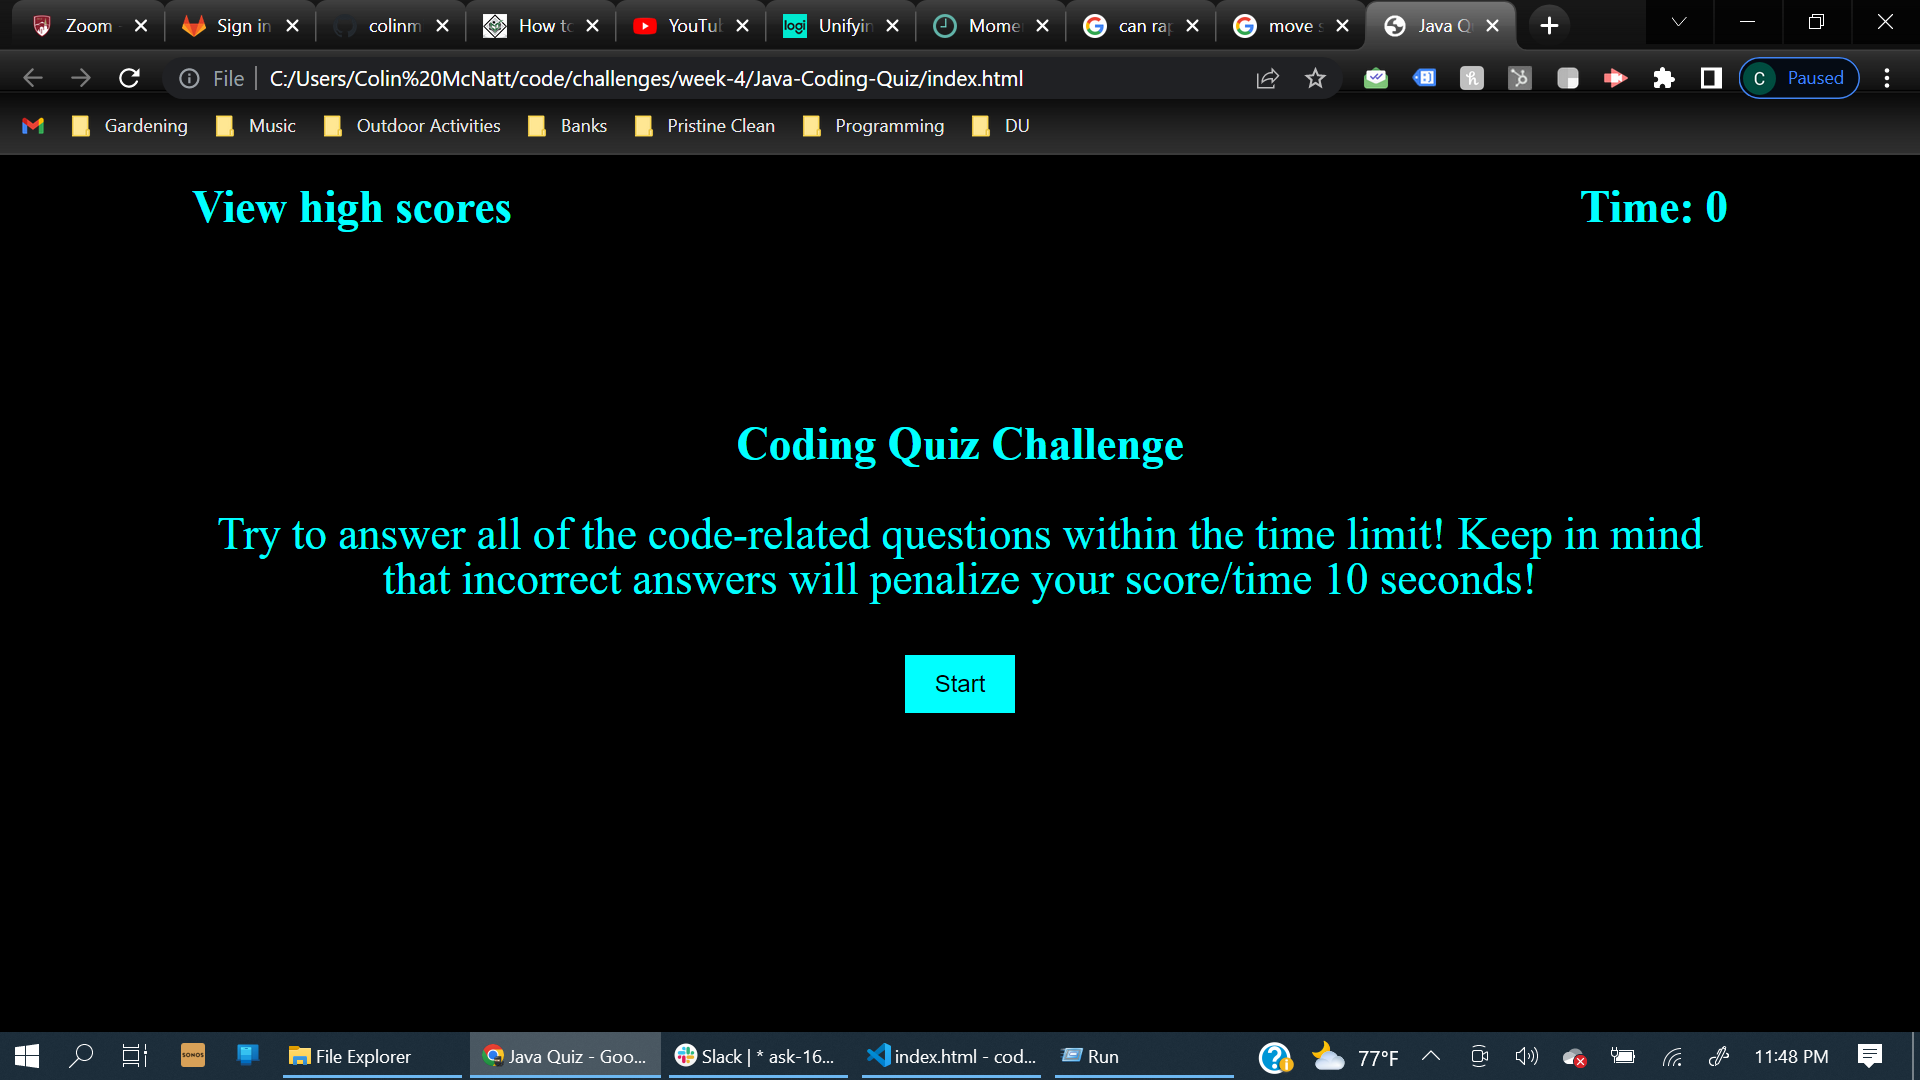 Zoom
Sign in
colinm
How to
YouTub
Unifyin
Mome
can rap
move s
Java Q
File
C:/Users/Colin%20McNatt/code/challenges/week-4/Java-Coding-Quiz/index.html
C
Paused
Gardening
Music
Outdoor Activities
Banks
Pristine Clean
Programming
DU
View high scores
Time: 0
Coding Quiz Challenge
Try to answer all of the code-related questions within the time limit! Keep in mind
that incorrect answers will penalize your score/time 10 seconds!
Start
SONOS
File Explorer
Java Quiz - Goo...
Slack | * ask-16...
index.html - cod...
Run
77°F
11:48 PM